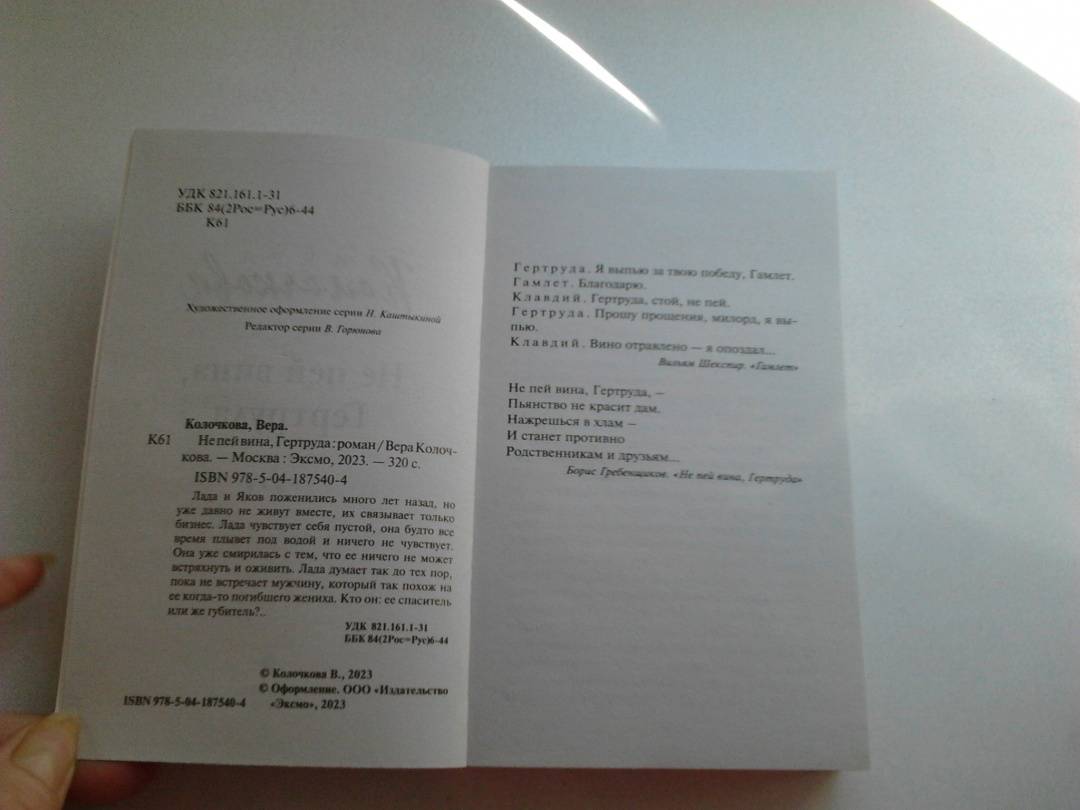 УДК 821.161.1-31
ББК 84(2Рос=Рус)6-44
К61
Художественное оформление серии Н. Каштыкиной
Редактор серии В. Горюнова
Колочкова, Вера.
К61 Не пей вина, Гертруда : роман / Вера Колоч-
кова. — Москва : Эксмо, 2023. — 320 с.
ISBN 978-5-04-187540-4
Лада и Яков поженились много лет назад, но
уже давно не живут вместе, их связывает только
бизнес. Лада чувствует себя пустой, она будто все
время плывет под водой и ничего не чувствует.
Она уже смирилась с тем, что ее ничего не может
встряхнуть и оживить. Лада думает так до тех пор,
пока не встречает мужчину, который так похож на
ее когда-то погибшего жениха. Кто он: ее спаситель
или же губитель?..
УДК 821.161.1-31
ББК 84(2Рос=Рус)6-44
© Колочкова В., 2023
© Оформление. ООО «Издательство
ISBN 978-5-04-187540-4 «Эксмо», 2023
Гертруда. Я выпью за твою победу, Гамлет.
Гамлет. Благодарю.
Клавдий. Гертруда, стой, не пей.
Гертруда. Прошу прощения, милорд, я вы-
пью.
Клавдий. Вино отравлено — я опоздал...
Вильям Шекспир. «Гамлет»
Не пей вина, Гертруда, –
Пьянство не красит дам.
Нажрешься в хлам –
И станет противно
Родственникам и друзьям...
Борис Гребенщиков. «Не пей вина, Гертруда»